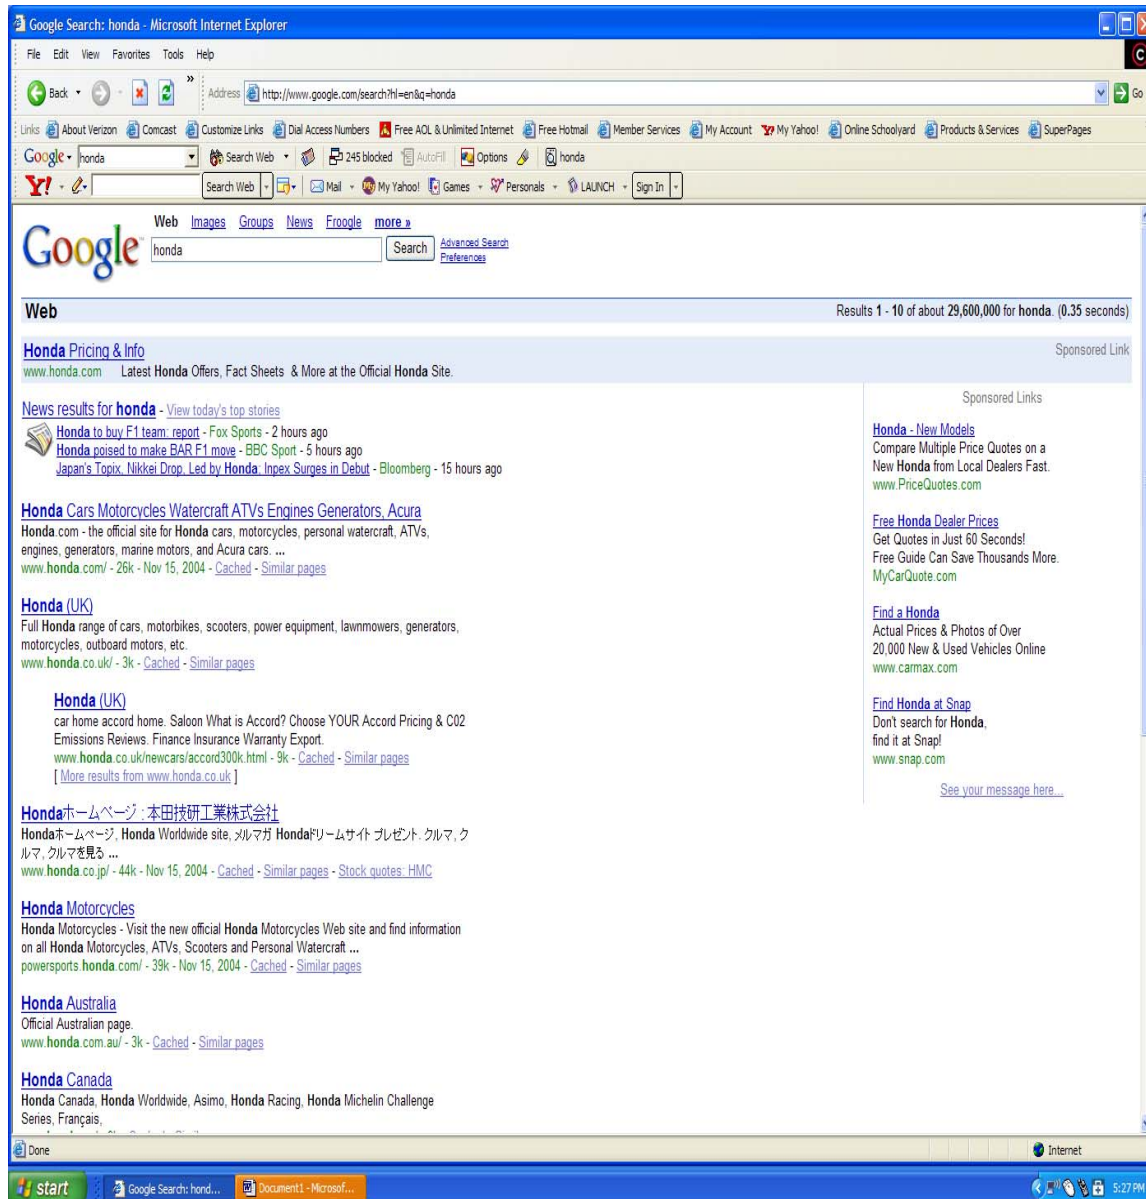 Google Search: honda - Microsoft Internet Explorer
File Edit View Favorites Tools Help
Back » Address http://www.google.com/search?hl=en&q=honda Go
Links About Verizon Comcast Customize Links Dial Access Numbers Free AOL & Unlimited Internet Free Hotmail Member Services My Account My Yahoo! Online Schoolyard Products & Services SuperPages
Google honda Search Web 245 blocked AutoFill Options honda
Y! Search Web Mail My Yahoo! Games Personals LAUNCH Sign In
Web Images Groups News Froogle more »
Google™ honda Search Advanced Search
Preferences
Web Results 1 - 10 of about 29,600,000 for honda. (0.35 seconds)
Honda Pricing & Info Sponsored Link
www.honda.com Latest Honda Offers, Fact Sheets & More at the Official Honda Site.
News results for honda - View today's top stories
Honda to buy F1 team: report - Fox Sports - 2 hours ago
Honda poised to make BAR F1 move - BBC Sport - 5 hours ago
Japan's Topix, Nikkei Drop, Led by Honda; Inpex Surges in Debut - Bloomberg - 15 hours ago
Honda Cars Motorcycles Watercraft ATVs Engines Generators, Acura
Honda.com - the official site for Honda cars, motorcycles, personal watercraft, ATVs,
engines, generators, marine motors, and Acura cars. ...
www.honda.com/ - 26k - Nov 15, 2004 - Cached - Similar pages
Honda (UK)
Full Honda range of cars, motorbikes, scooters, power equipment, lawnmowers, generators,
motorcycles, outboard motors, etc.
www.honda.co.uk/ - 3k - Cached - Similar pages
Honda (UK)
car home accord home. Saloon What is Accord? Choose YOUR Accord Pricing & C02
Emissions Reviews. Finance Insurance Warranty Export.
www.honda.co.uk/newcars/accord300k.html - 9k - Cached - Similar pages
[ More results from www.honda.co.uk ]
Hondaホームページ : 本田技研工業株式会社
Hondaホームページ, Honda Worldwide site, メルマガ Hondaドリームサイト プレゼント. クルマ, ク
ルマ, クルマを見る ...
www.honda.co.jp/ - 44k - Nov 15, 2004 - Cached - Similar pages - Stock quotes: HMC
Honda Motorcycles
Honda Motorcycles - Visit the new official Honda Motorcycles Web site and find information
on all Honda Motorcycles, ATVs, Scooters and Personal Watercraft ...
powersports.honda.com/ - 39k - Nov 15, 2004 - Cached - Similar pages
Honda Australia
Official Australian page.
www.honda.com.au/ - 3k - Cached - Similar pages
Honda Canada
Honda Canada, Honda Worldwide, Asimo, Honda Racing, Honda Michelin Challenge
Series, Français,
Sponsored Links
Honda - New Models
Compare Multiple Price Quotes on a
New Honda from Local Dealers Fast.
www.PriceQuotes.com
Free Honda Dealer Prices
Get Quotes in Just 60 Seconds!
Free Guide Can Save Thousands More.
MyCarQuote.com
Find a Honda
Actual Prices & Photos of Over
20,000 New & Used Vehicles Online
www.carmax.com
Find Honda at Snap
Don't search for Honda,
find it at Snap!
www.snap.com
See your message here...
Done Internet
start Google Search: hond... Document1 - Microsof... 5:27 PM